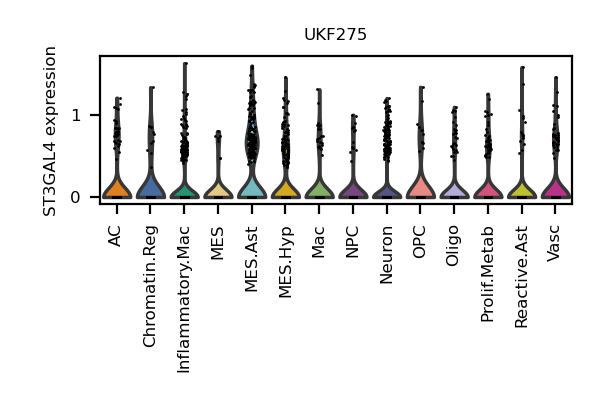 UKF275
ST3GAL4 expression
1
0
AC
Chromatin.Reg
Inflammatory.Mac
MES
MES.Ast
MES.Hyp
Mac
NPC
Neuron
OPC
Oligo
Prolif.Metab
Reactive.Ast
Vasc